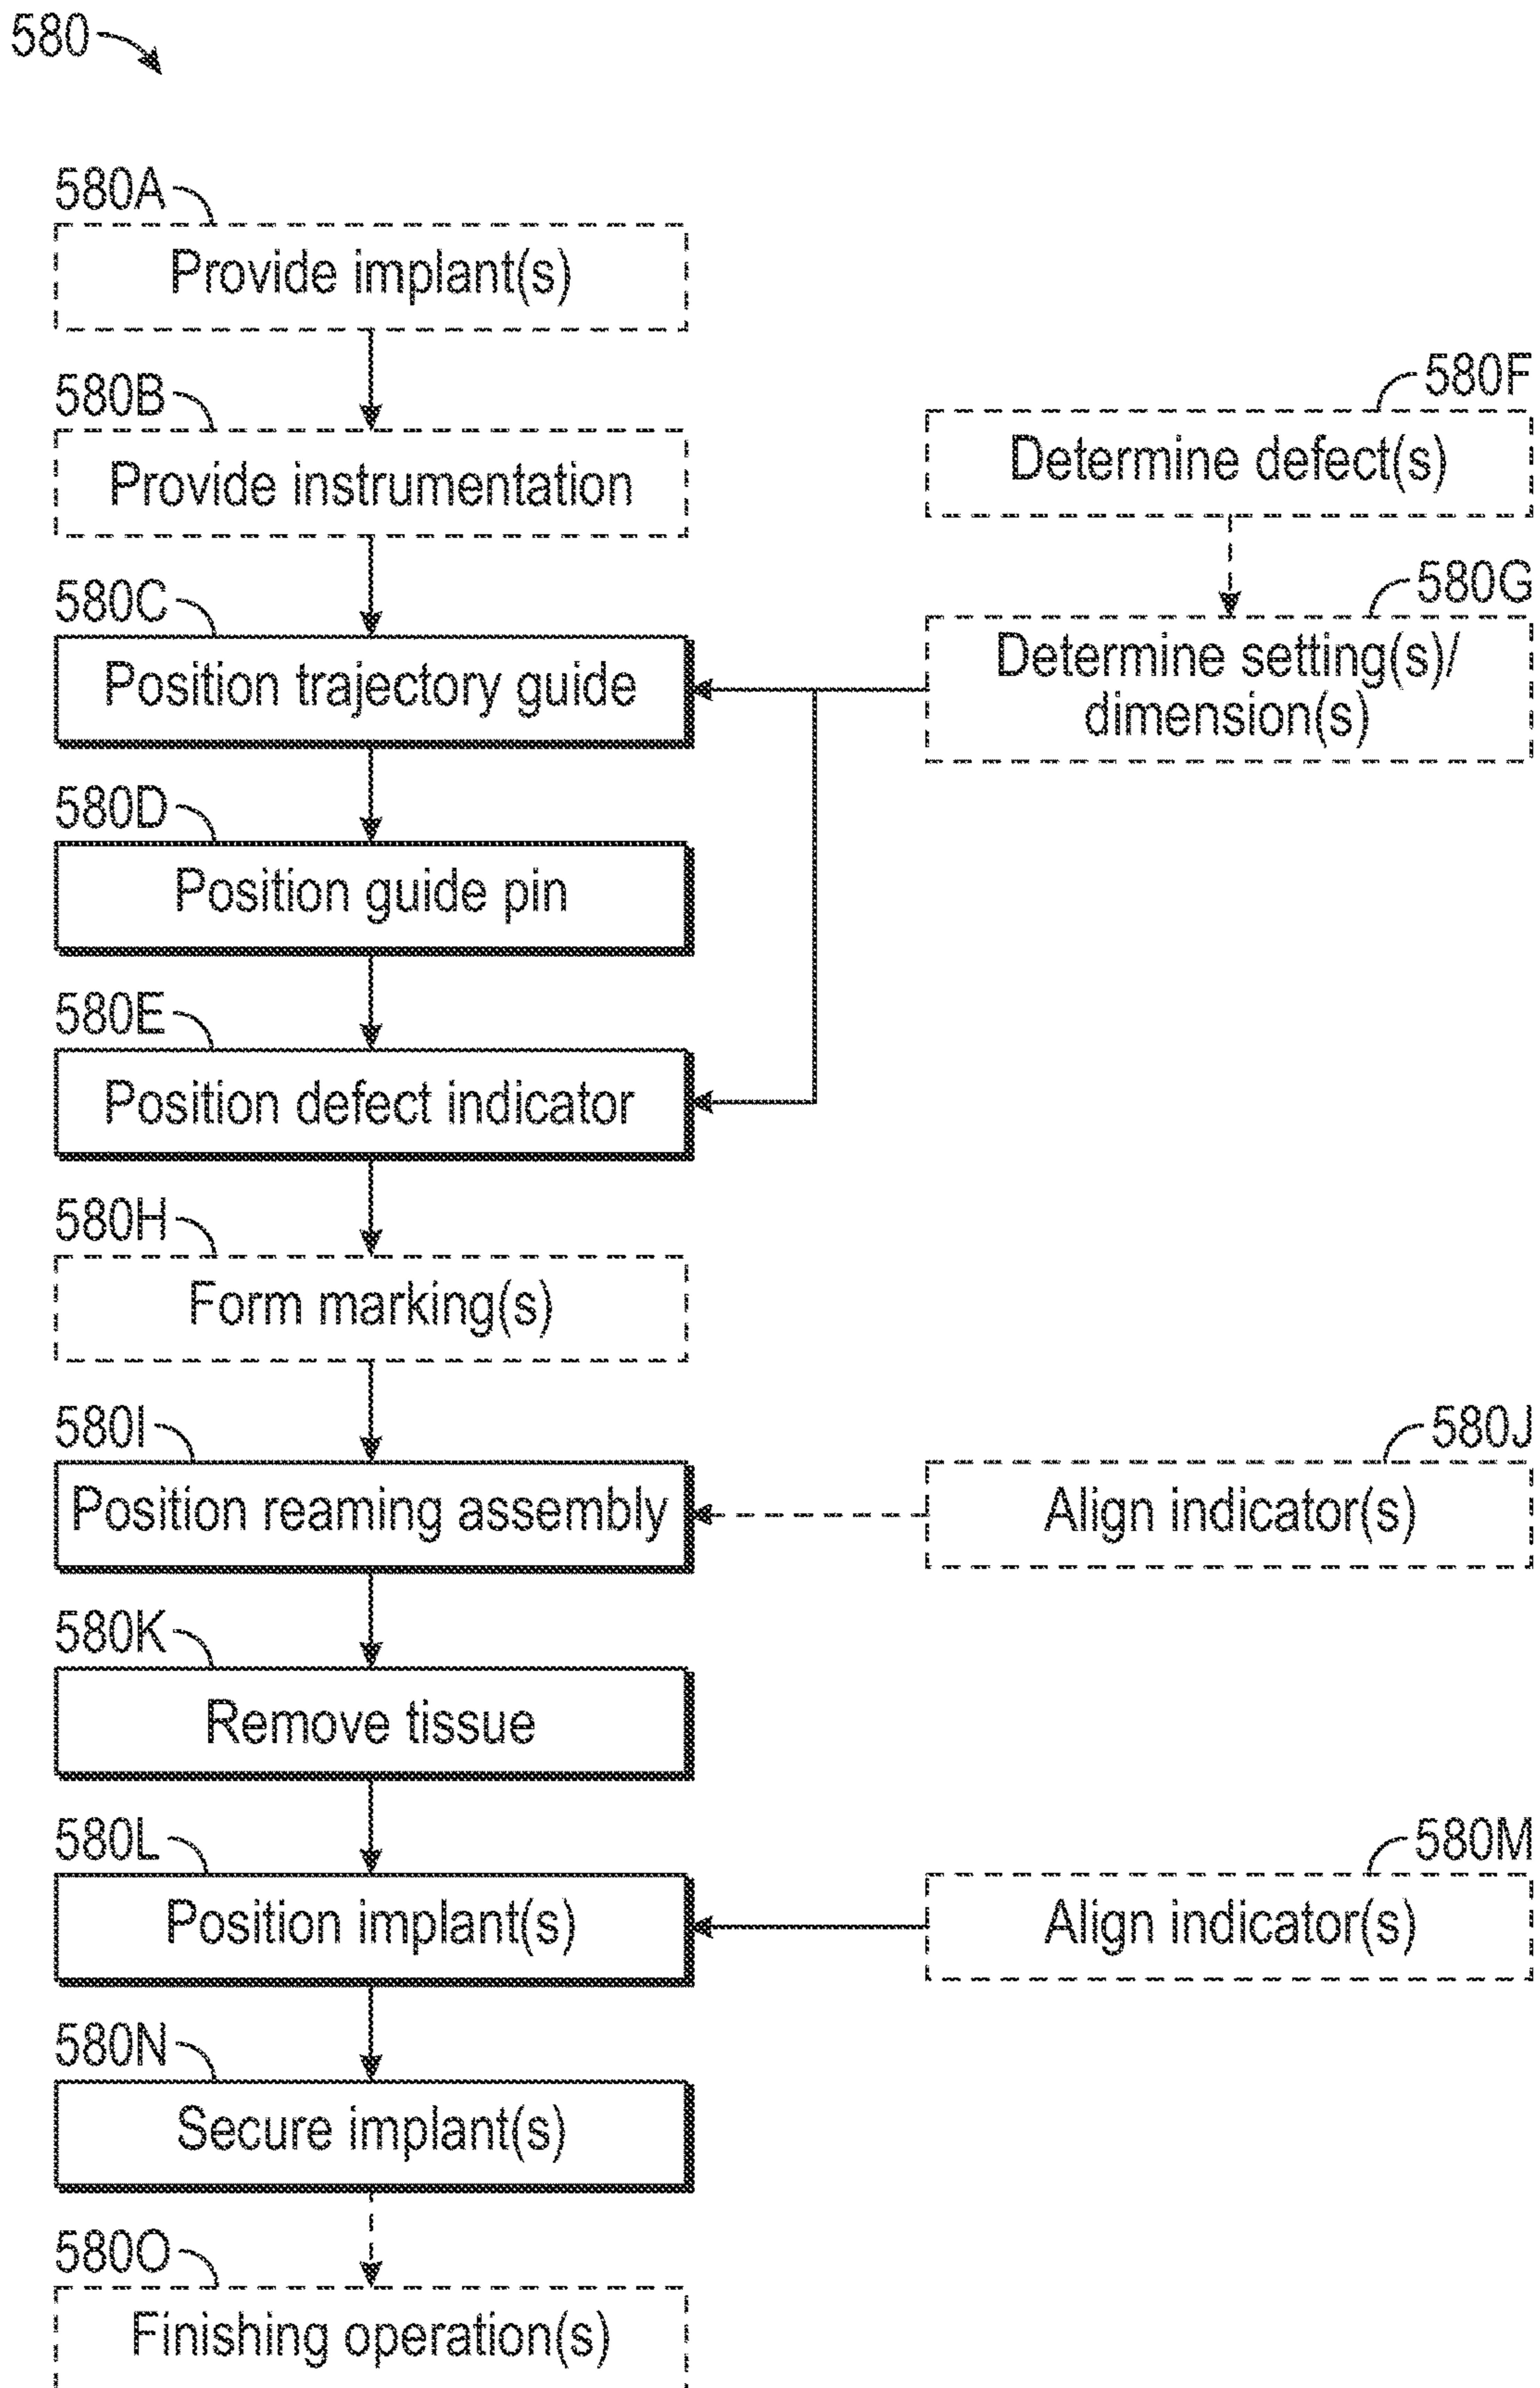 580
580A
Provide implant(s)
580B
Provide instrumentation
580F
Determine defect(s)
580C
Position trajectory guide
580G
Determine setting(s)/
dimension(s)
580D
Position guide pin
580E
Position defect indicator
580H
Form marking(s)
580I
Position reaming assembly
580J
Align indicator(s)
580K
Remove tissue
580L
Position implant(s)
580M
Align indicator(s)
580N
Secure implant(s)
580O
Finishing operation(s)